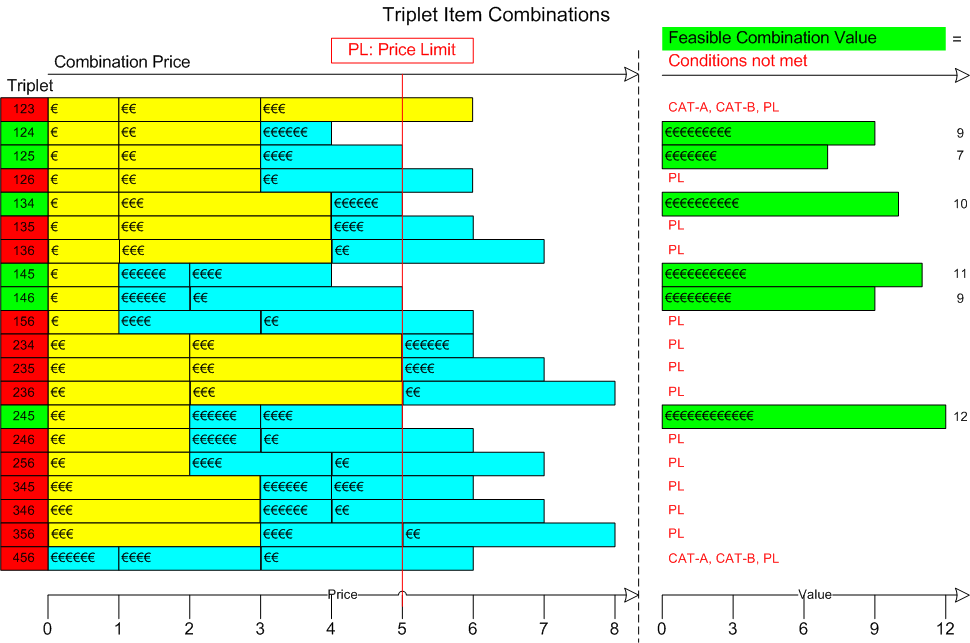 Triplet Item Combinations
PL: Price Limit
Feasible Combination Value =
Combination Price
Conditions not met
Triplet
123 € €€ €€€ CAT-A, CAT-B, PL
124 € €€ €€€€€€ €€€€€€€€€ 9
125 € €€ €€€€ €€€€€€€ 7
126 € €€ €€ PL
134 € €€€ €€€€€€ €€€€€€€€€€ 10
135 € €€€ €€€€ PL
136 € €€€ €€ PL
145 € €€€€€€ €€€€ €€€€€€€€€€€ 11
146 € €€€€€€ €€ €€€€€€€€€ 9
156 € €€€€ €€ PL
234 €€ €€€ €€€€€€ PL
235 €€ €€€ €€€€ PL
236 €€ €€€ €€ PL
245 €€ €€€€€€ €€€€ €€€€€€€€€€€€ 12
246 €€ €€€€€€ €€ PL
256 €€ €€€€ €€ PL
345 €€€ €€€€€€ €€€€ PL
346 €€€ €€€€€€ €€ PL
356 €€€ €€€€ €€ PL
456 €€€€€€ €€€€ €€ CAT-A, CAT-B, PL
Price Value
0 1 2 3 4 5 6 7 8 0 3 6 9 12